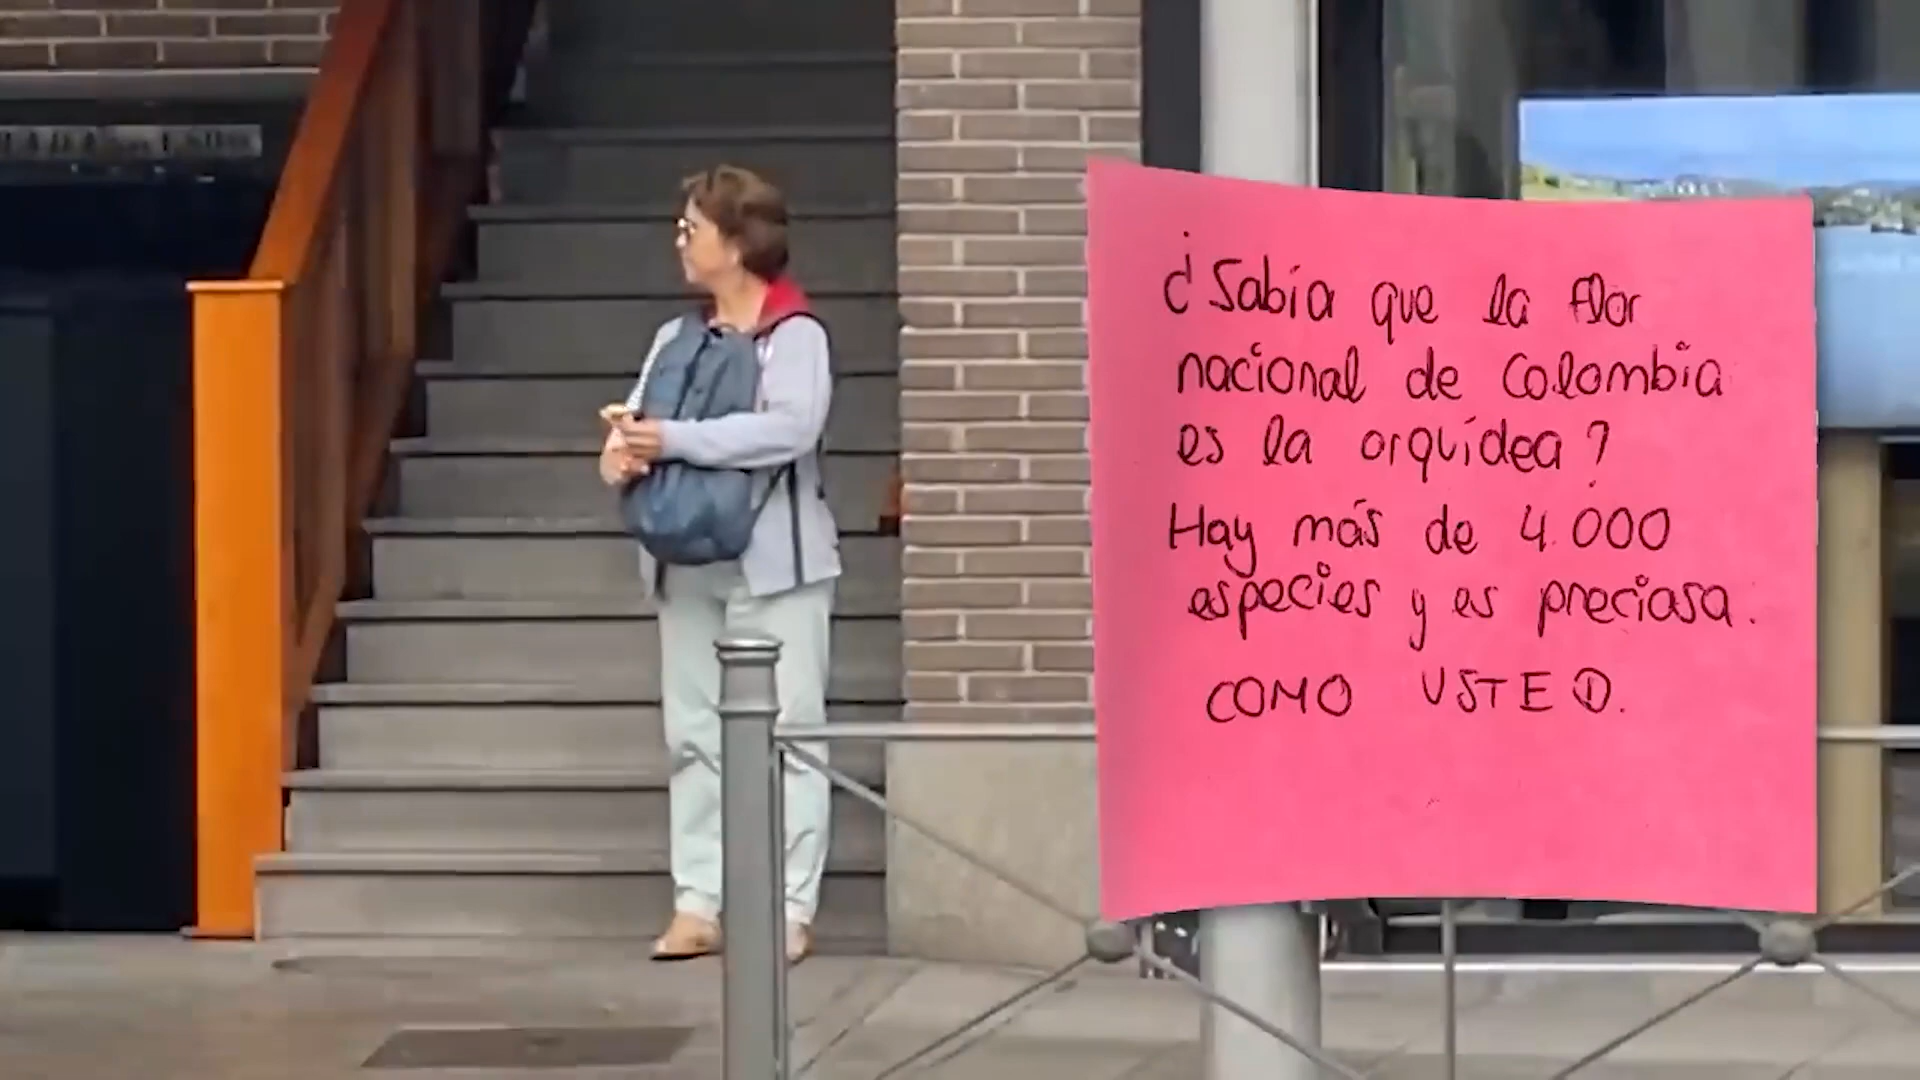 ¿Sabía que la flor
nacional de Colombia
es la orquídea?
Hay más de 4.000
especies y es preciosa.
COMO USTED.